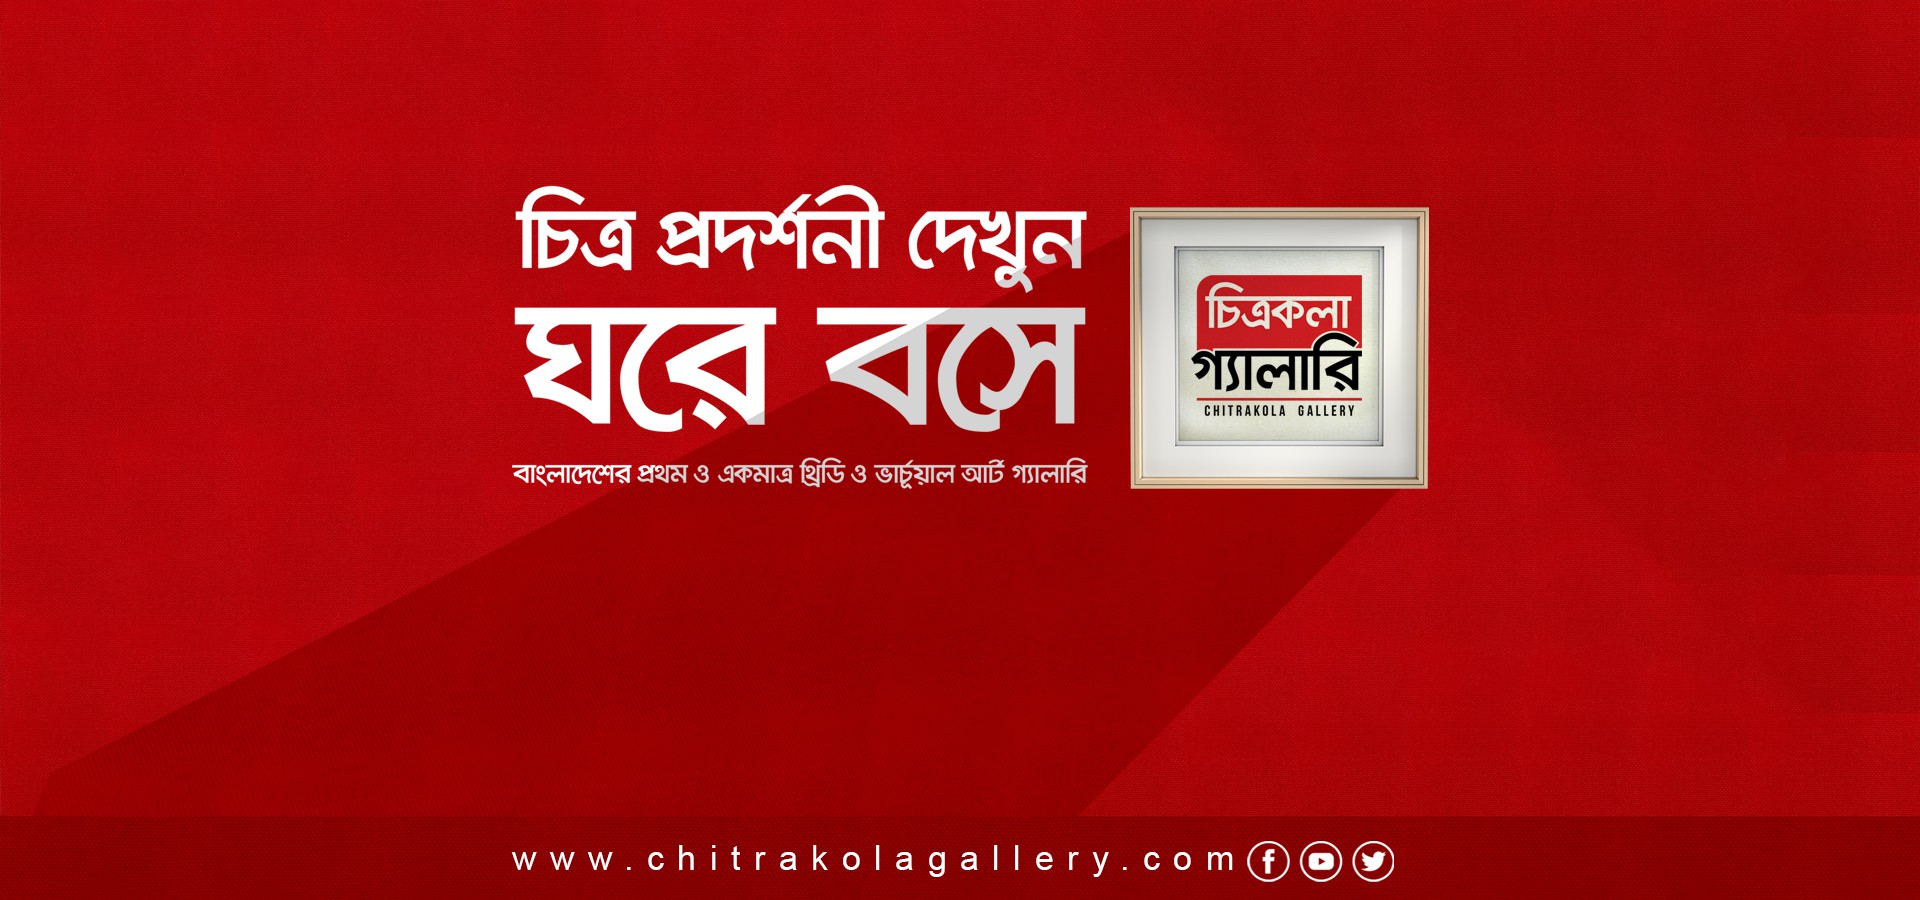 চিত্র প্রদর্শনী দেখুন
ঘরে বসে
বাংলাদেশের প্রথম ও একমাত্র থ্রিডি ও ভার্চূয়াল আর্ট গ্যালারি
চিত্রকলা
গ্যালারি
CHITRAKOLA GALLERY
www.chitrakolagallery.com